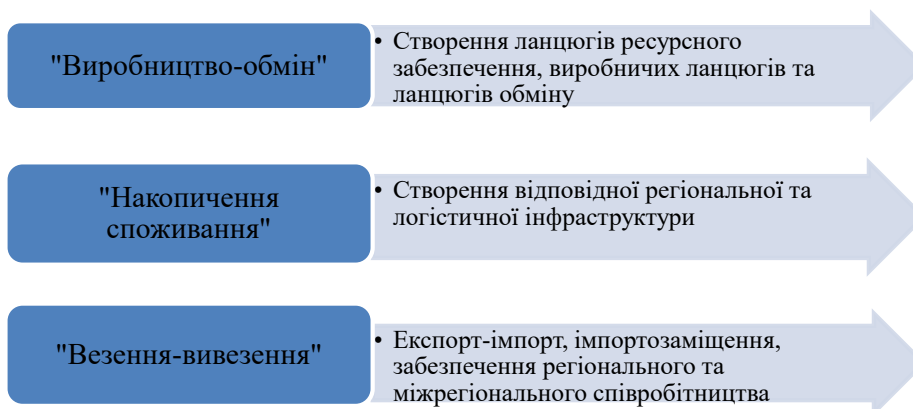 "Виробництво-обмін"
• Створення ланцюгів ресурсного
забезпечення, виробничих ланцюгів та
ланцюгів обміну
"Накопичення
споживання"
• Створення відповідної регіональної та
логістичної інфраструктури
"Везення-вивезення"
• Експорт-імпорт, імпортозаміщення,
забезпечення регіонального та
міжрегіонального співробітництва